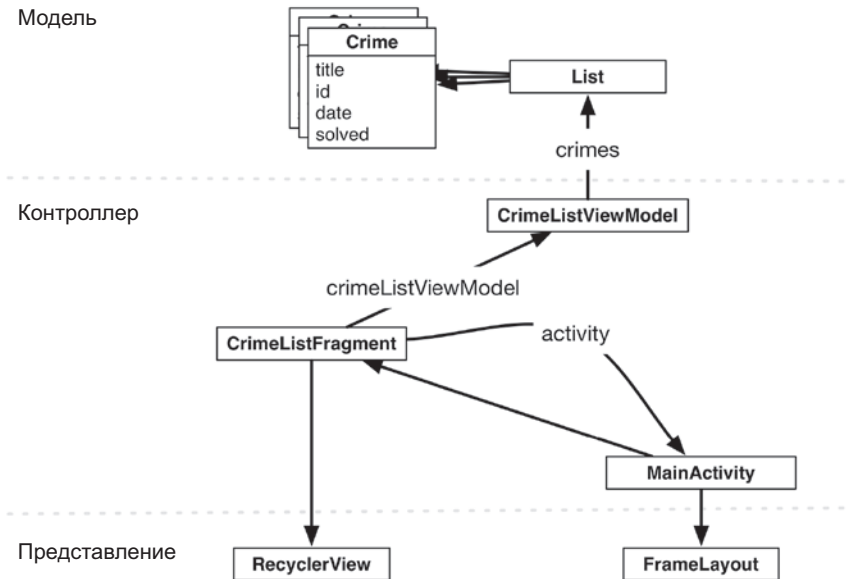 Модель
Crime
title
id
date
solved
List
crimes
Контроллер
CrimeListViewModel
crimeListViewModel
CrimeListFragment
activity
MainActivity
Представление
RecyclerView
FrameLayout